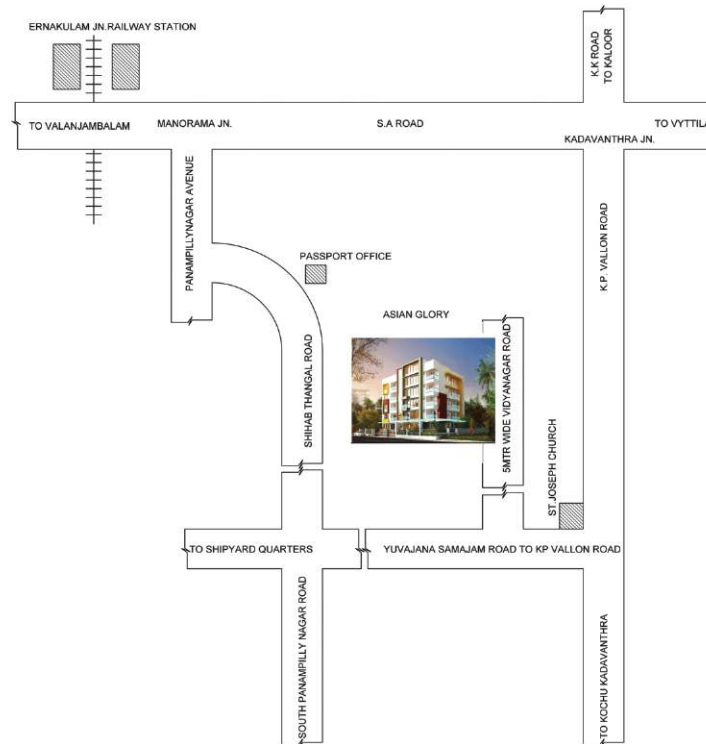 ERNAKULAM JN.RAILWAY STATION
K.K ROAD
TO KALOOR
TO VALANJAMBALAM
MANORAMA JN.
S.A ROAD
TO VYTTILA
KADAVANTHRA JN.
PANAMPILLYNAGAR AVENUE
K.P. VALLON ROAD
PASSPORT OFFICE
ASIAN GLORY
SHIHAB THANGAL ROAD
5MTR WIDE VIDYANAGAR ROAD
ST.JOSEPH CHURCH
TO SHIPYARD QUARTERS
YUVAJANA SAMAJAM ROAD TO KP VALLON ROAD
SOUTH PANAMPILLY NAGAR ROAD
TO KOCHU KADAVANTHRA